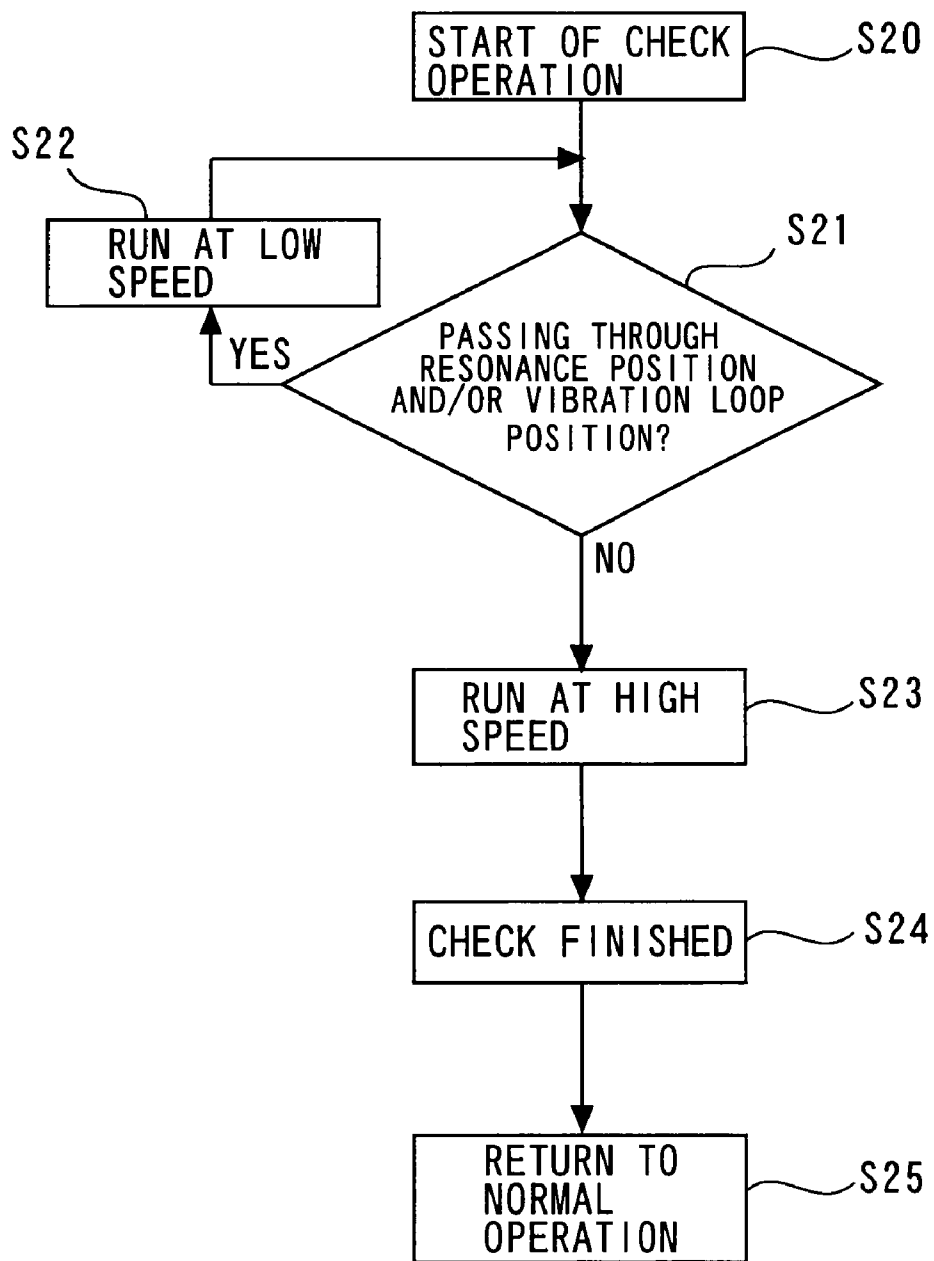 START OF CHECK
OPERATION
S20
S22
RUN AT LOW
SPEED
S21
YES
PASSING THROUGH
RESONANCE POSITION
AND/OR VIBRATION LOOP
POSITION?
NO
RUN AT HIGH
SPEED
S23
CHECK FINISHED
S24
RETURN TO
NORMAL
OPERATION
S25